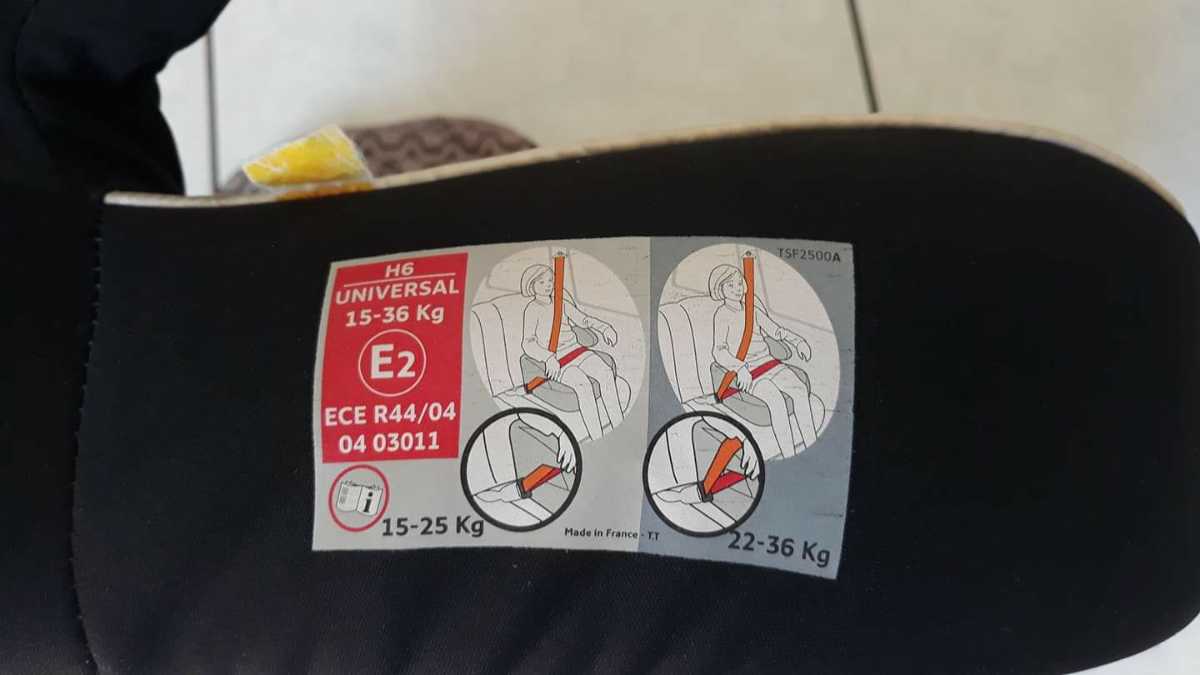 H6
UNIVERSAL
15-36 Kg
E2
ECE R44/04
04 03011
i
15-25 Kg
Made in France - T.T
TSF2500A
22-36 Kg